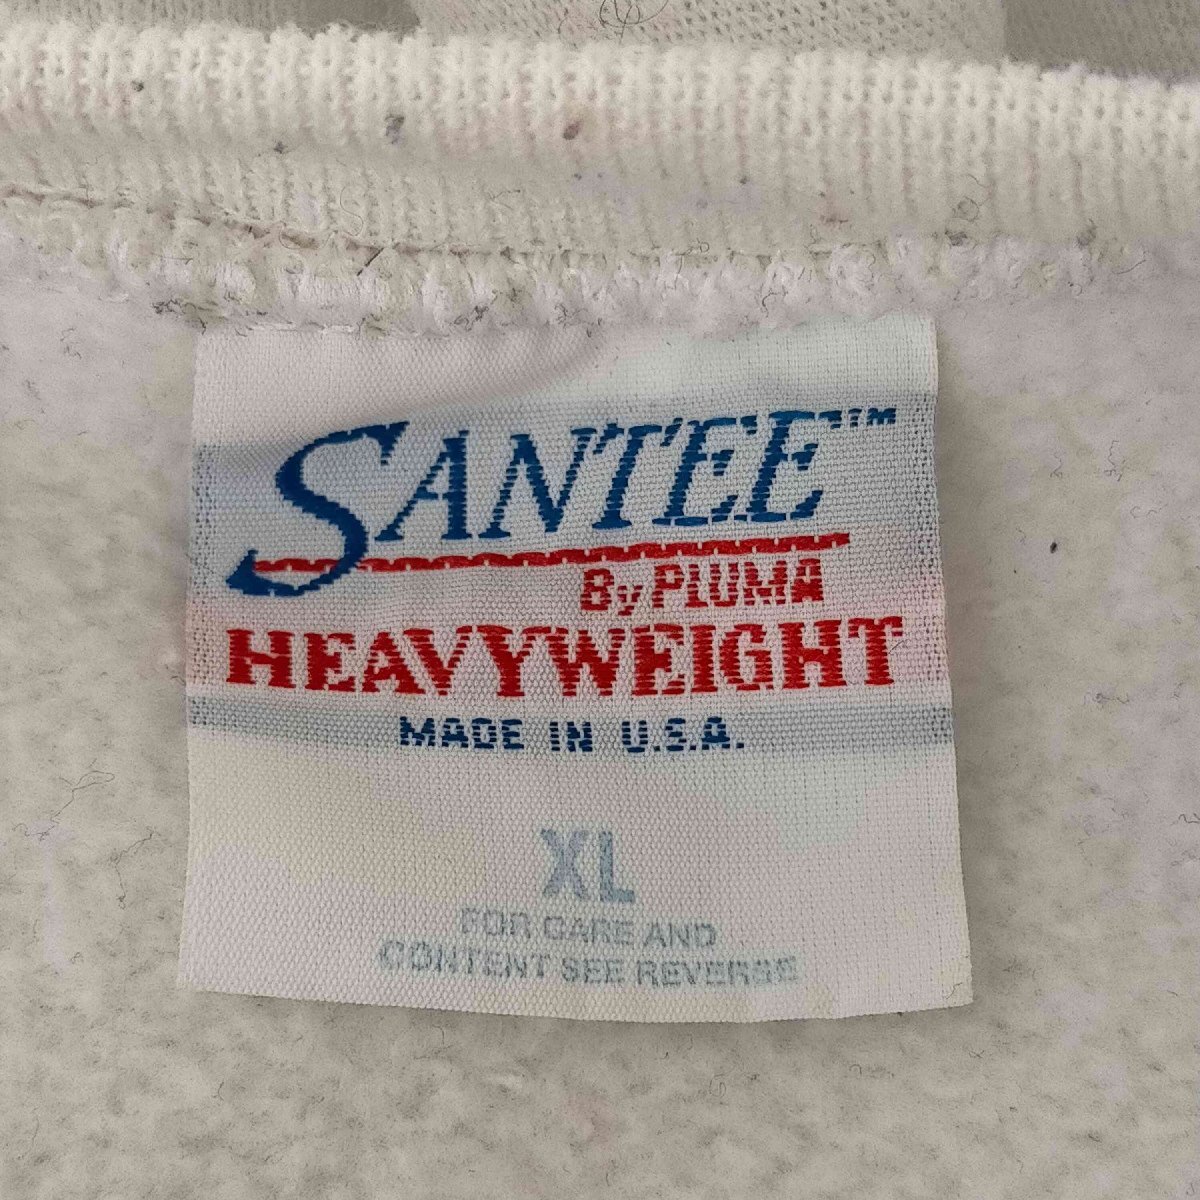 SANTEE™
By PLUMA
HEAVYWEIGHT
MADE IN U.S.A.
XL
FOR CARE AND
CONTENT SEE REVERSE